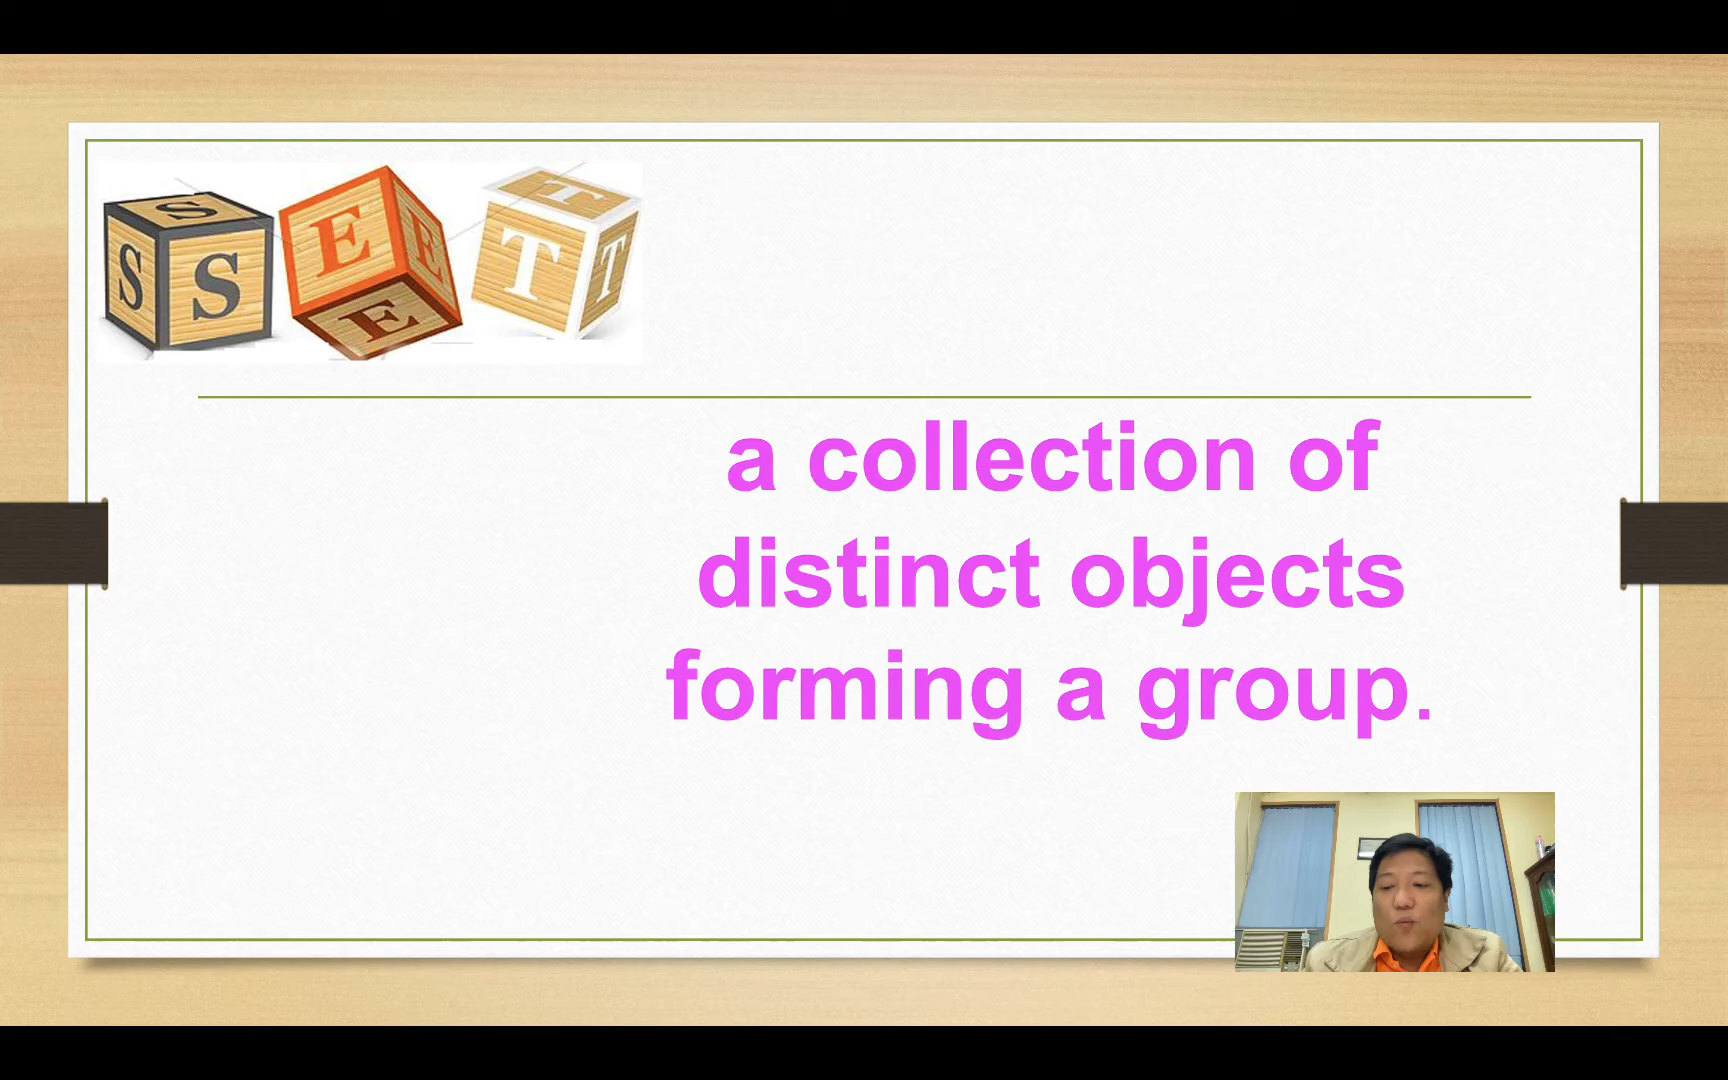 S S S E E E T T T
a collection of
distinct objects
forming a group.